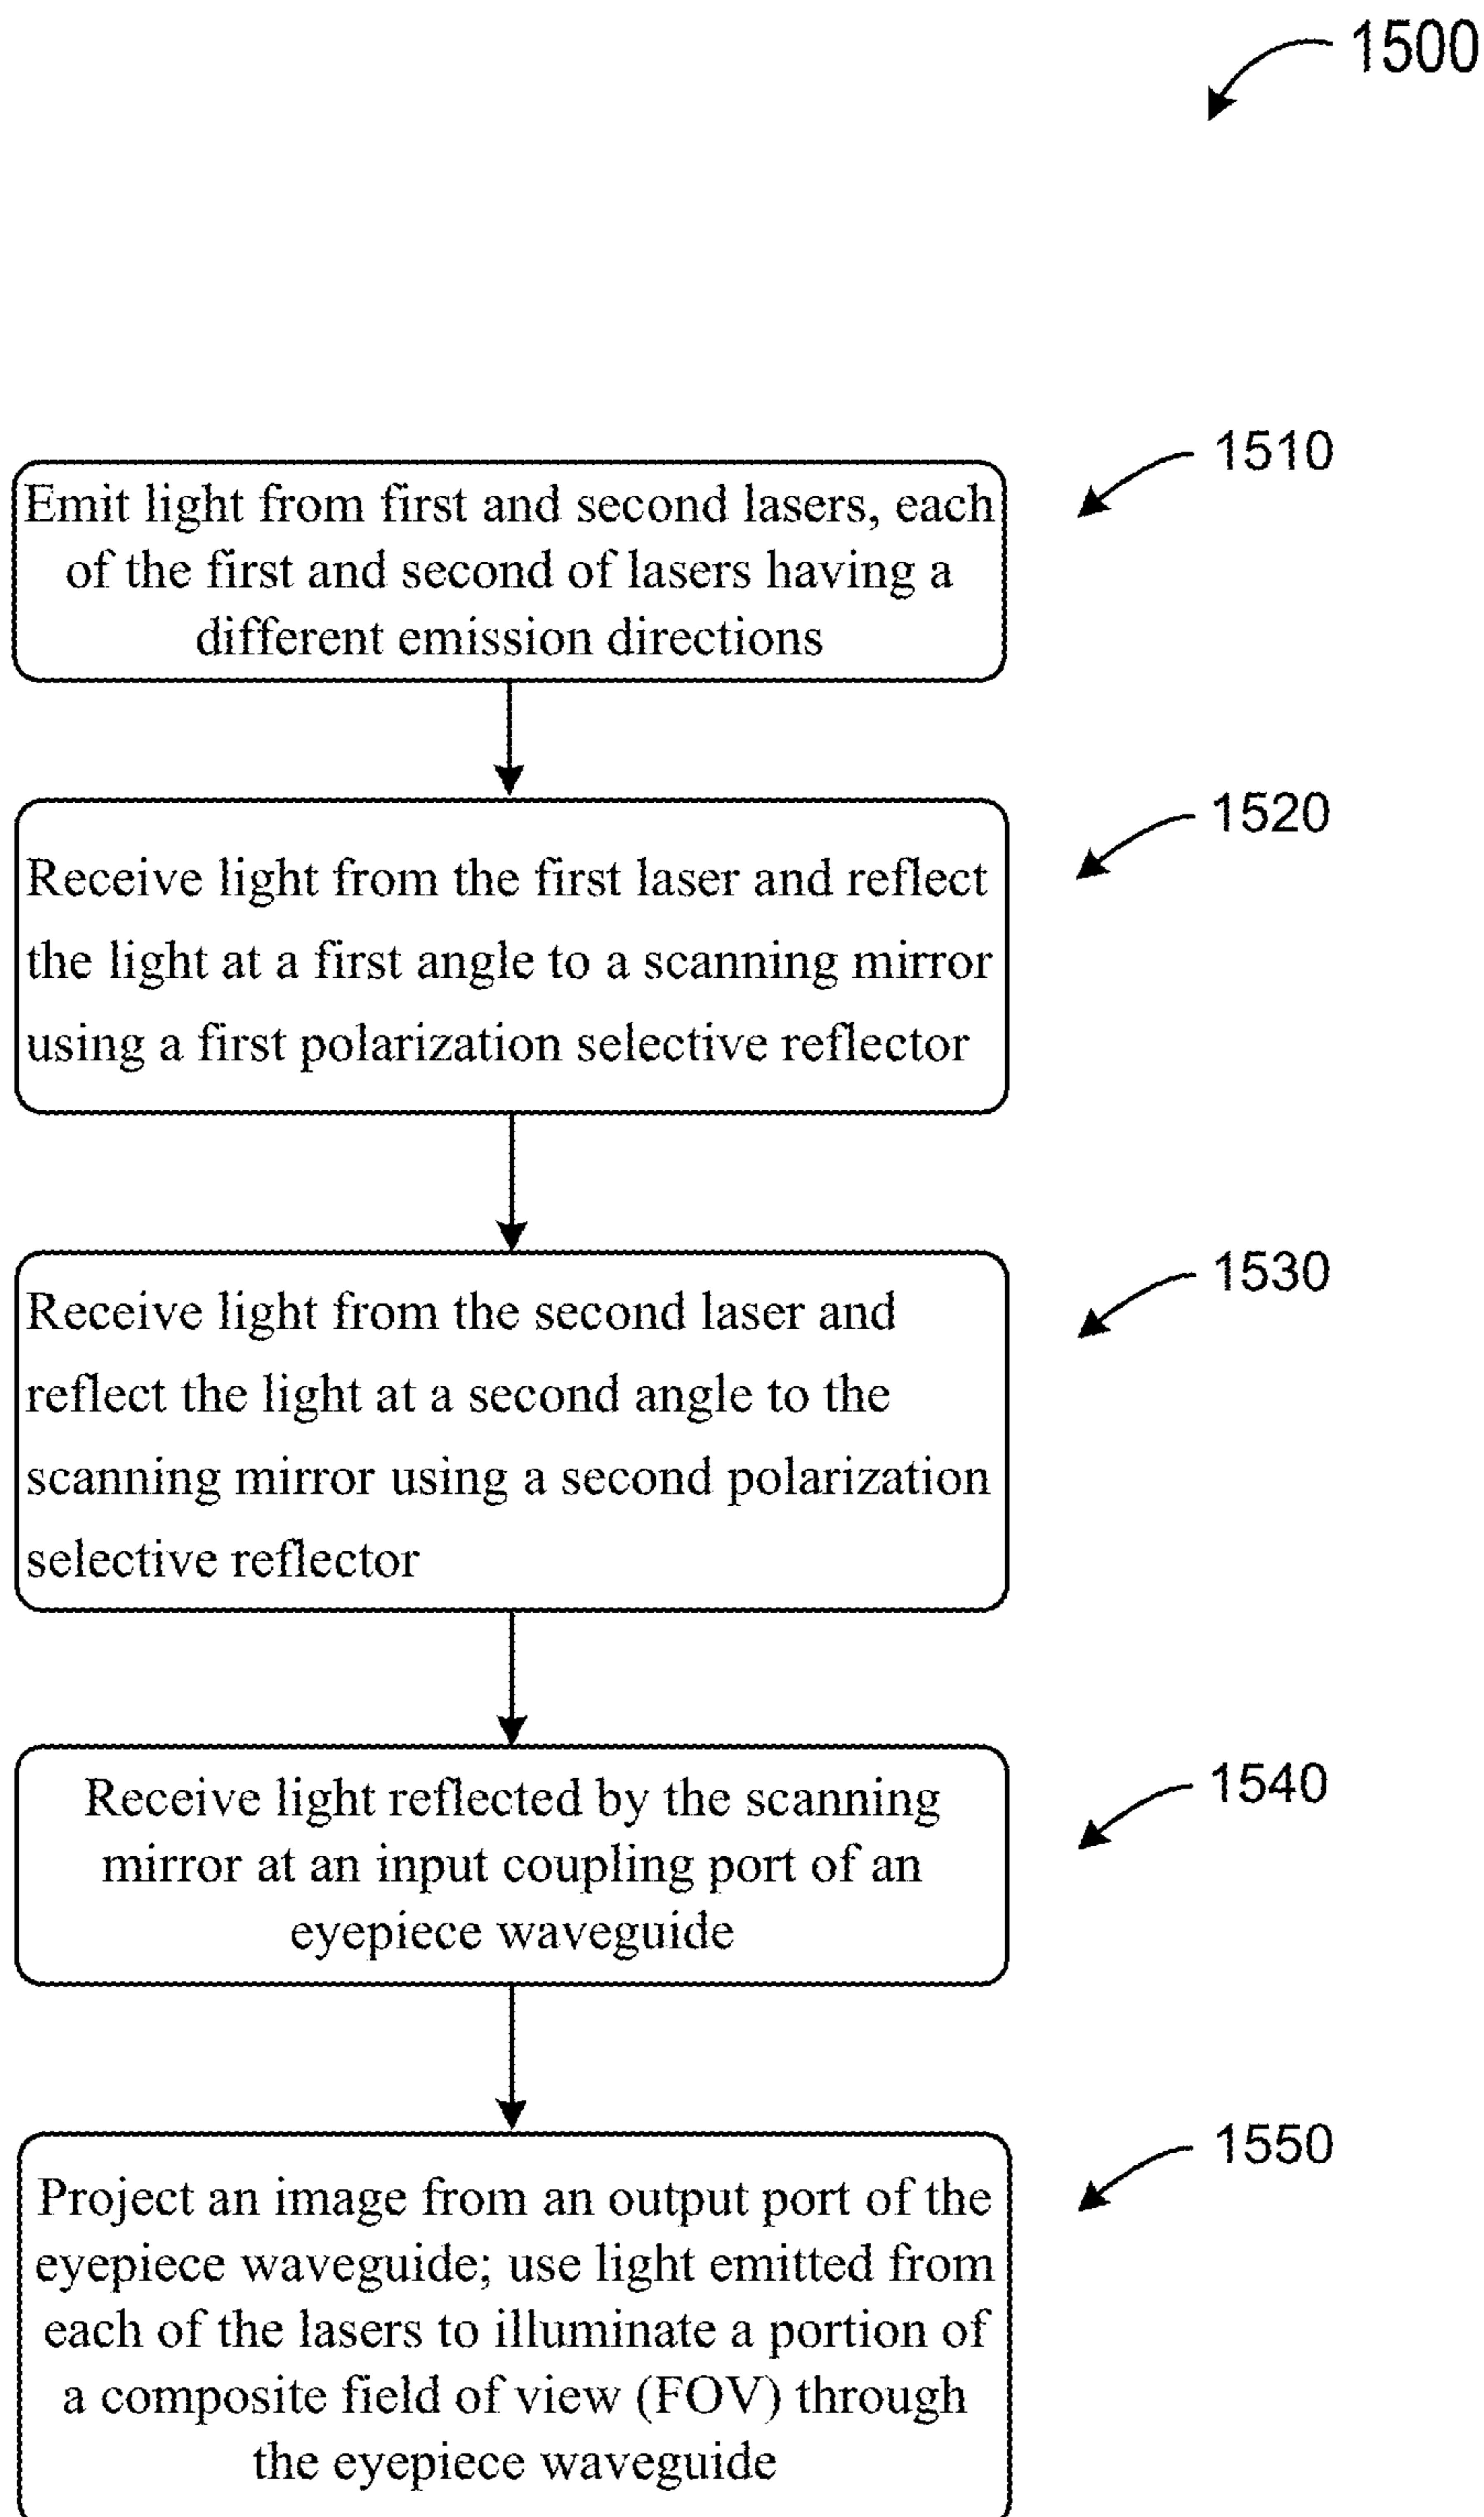 1500
1510
Emit light from first and second lasers, each
of the first and second of lasers having a
different emission directions
1520
Receive light from the first laser and reflect
the light at a first angle to a scanning mirror
using a first polarization selective reflector
1530
Receive light from the second laser and
reflect the light at a second angle to the
scanning mirror using a second polarization
selective reflector
1540
Receive light reflected by the scanning
mirror at an input coupling port of an
eyepiece waveguide
1550
Project an image from an output port of the
eyepiece waveguide; use light emitted from
each of the lasers to illuminate a portion of
a composite field of view (FOV) through
the eyepiece waveguide